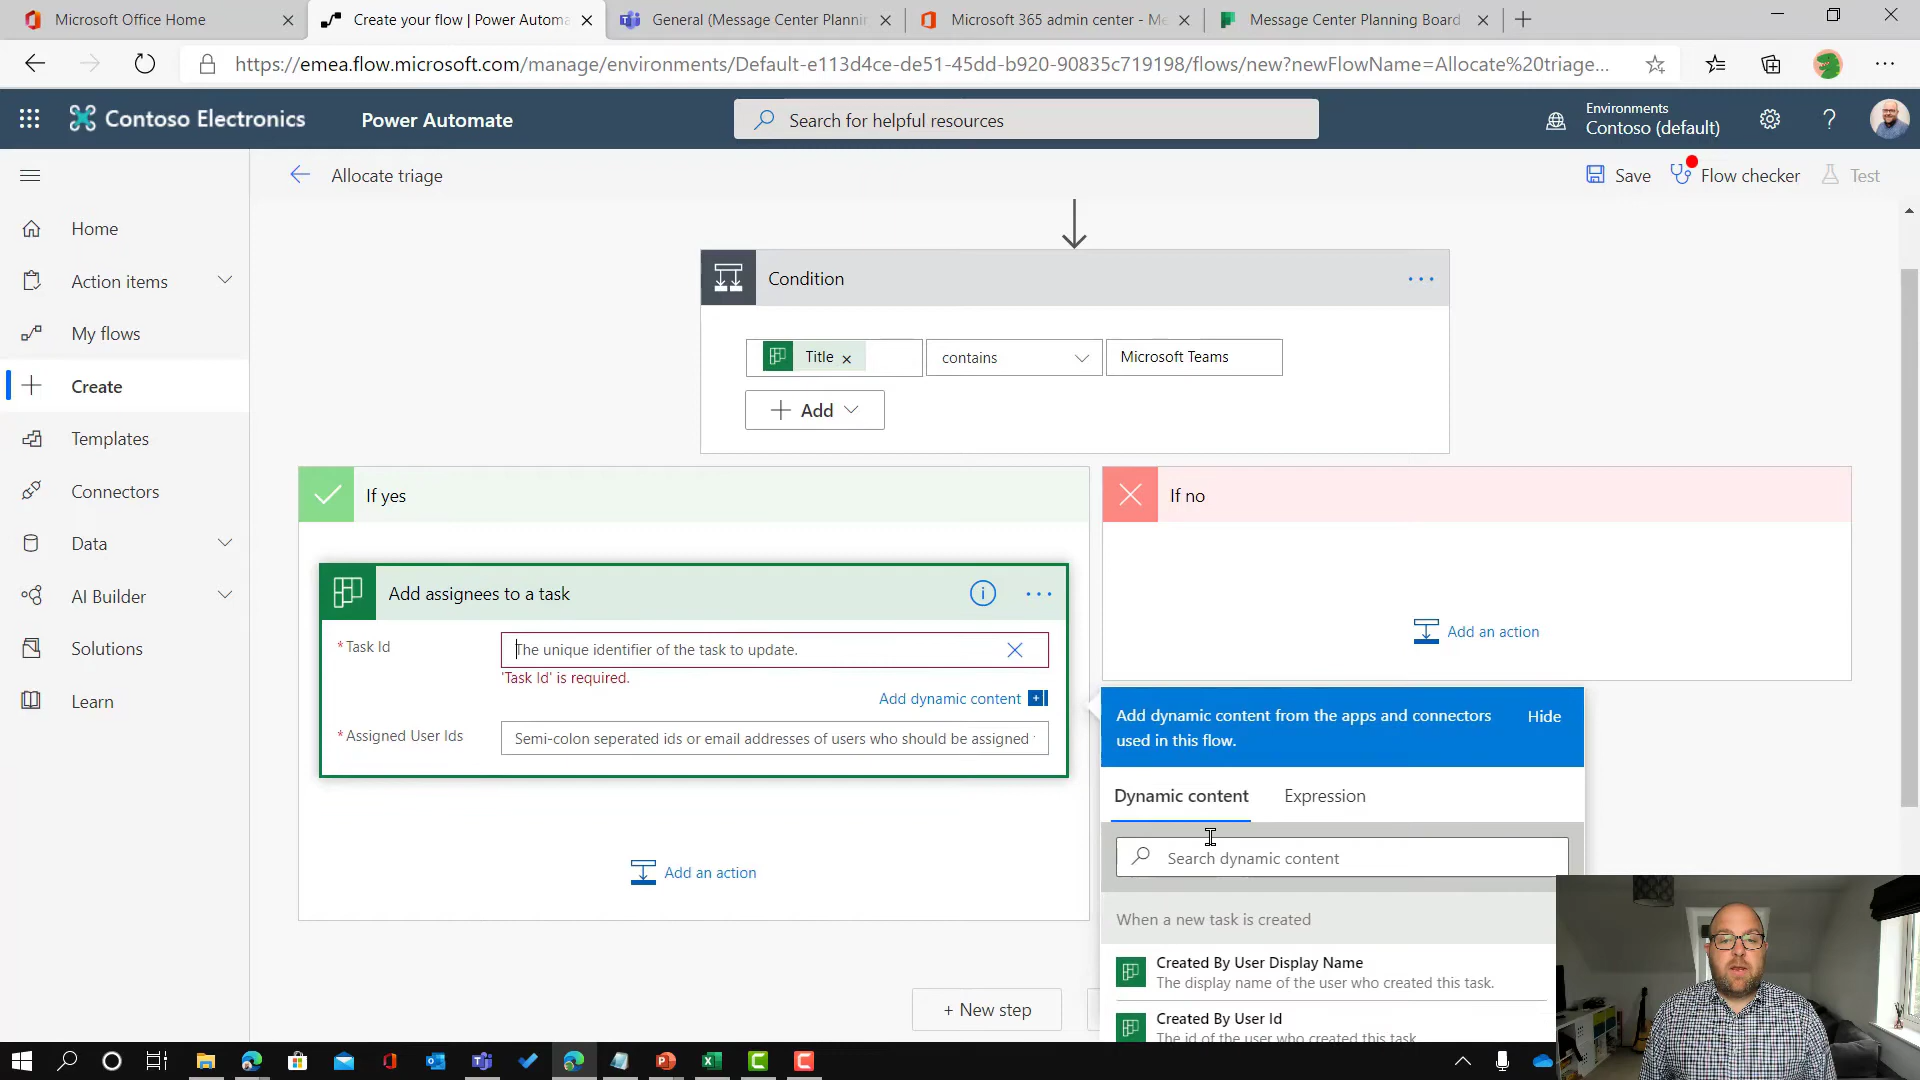 Microsoft Office Home
Create your flow | Power Automa
General (Message Center Plannin
Microsoft 365 admin center - Me
Message Center Planning Board
https://emea.flow.microsoft.com/manage/environments/Default-e113d4ce-de51-45dd-b920-90835c719198/flows/new?newFlowName=Allocate%20triage...
Contoso Electronics
Power Automate
Search for helpful resources
Environments
Contoso (default)
Allocate triage
Save
Flow checker
Test
Home
Action items
My flows
Create
Templates
Connectors
Data
AI Builder
Solutions
Learn
Condition
Title
contains
Microsoft Teams
Add
If yes
If no
Add assignees to a task
* Task Id
The unique identifier of the task to update.
'Task Id' is required.
Add dynamic content
* Assigned User Ids
Semi-colon seperated ids or email addresses of users who should be assigned
Add an action
Add an action
Add dynamic content from the apps and connectors
used in this flow.
Hide
Dynamic content
Expression
Search dynamic content
When a new task is created
Created By User Display Name
The display name of the user who created this task.
Created By User Id
The id of the user who created this task
+ New step